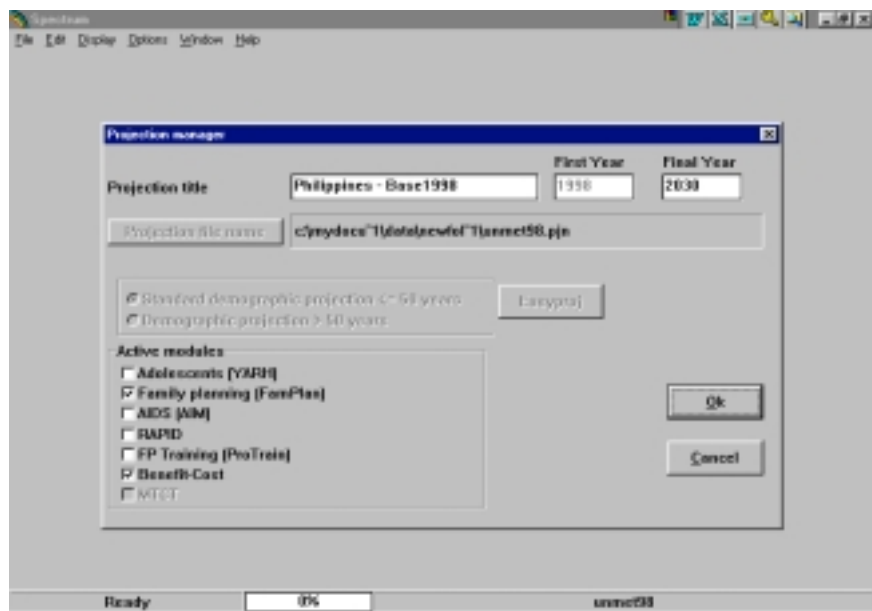 Spectrum
File Edit Display Options Window Help
Projection manager
First Year Final Year
Projection title Philippines - Base1998 1998 2030
Projection file name c:\mydocu~1\data\newfol~1\unmet98.pjn
Standard demographic projection <= 50 years
Easyproj
Demographic projection > 50 years
Active modules
Adolescents (YARH)
Family planning (FamPlan)
AIDS (AIM)
RAPID
FP Training (ProTrain)
Benefit-Cost
MTCT
Ok
Cancel
Ready 0% unmet98